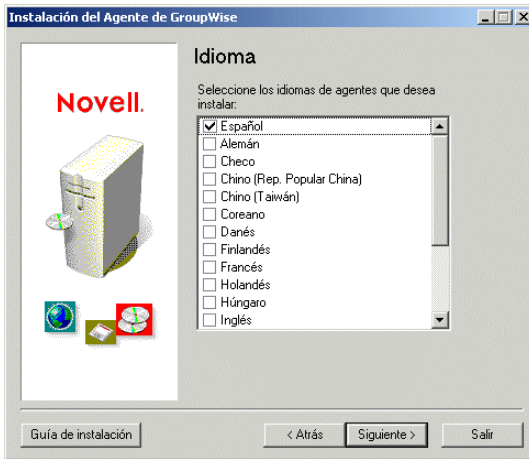 Instalación del Agente de GroupWise
Novell.
Idioma
Seleccione los idiomas de agentes que desea
instalar:
Español
Alemán
Checo
Chino (Rep. Popular China)
Chino (Taiwán)
Coreano
Danés
Finlandés
Francés
Holandés
Húngaro
Inglés
Guía de instalación
< Atrás
Siguiente >
Salir